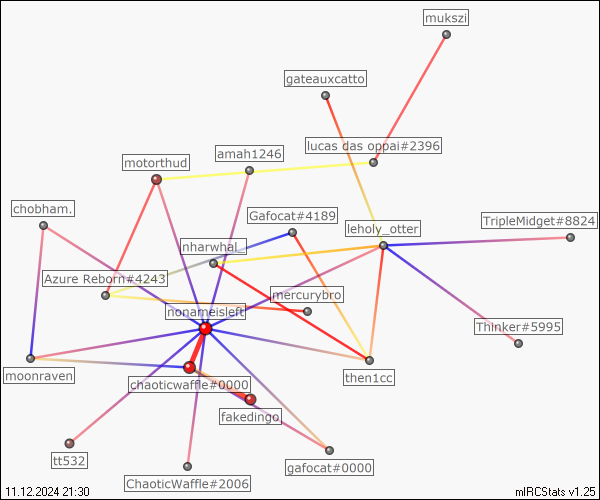 mukszi
gateauxcatto
lucas das oppai#2396
amah1246
motorthud
chobham.
Gafocat#4189
leholy_otter
TripleMidget#8824
nharwhal_
Azure Reborn#4243
mercurybro
nonameisleft
Thinker#5995
moonraven
chaoticwaffle#0000
then1cc
fakedingo
tt532
gafocat#0000
ChaoticWaffle#2006
11.12.2024 21:30
mIRCStats v1.25